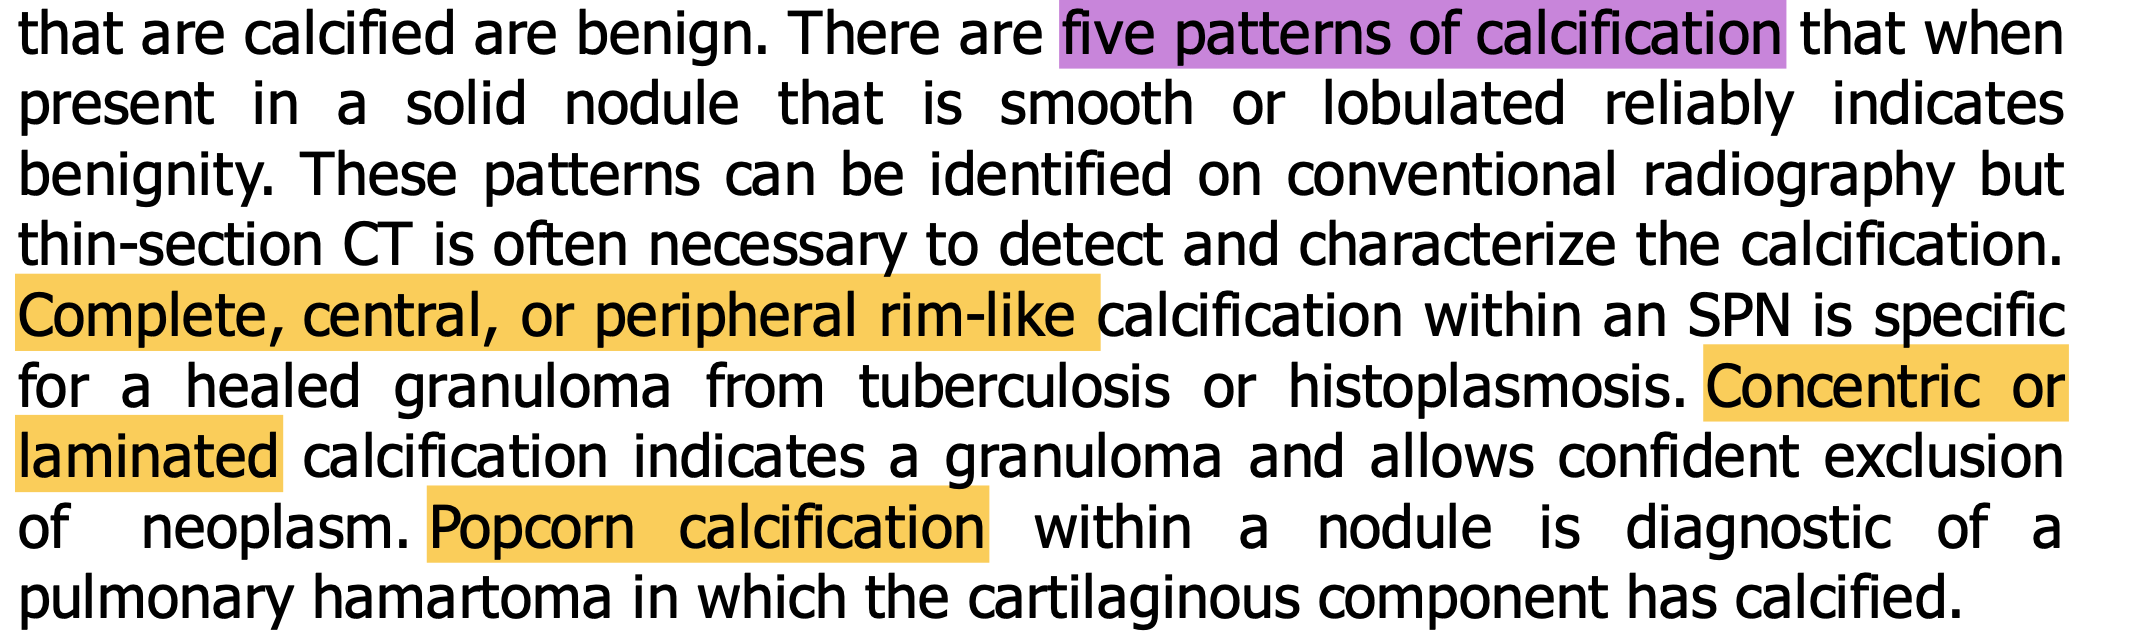 that are calcified are benign. There are five patterns of calcification that when
present in a solid nodule that is smooth or lobulated reliably indicates
benignity. These patterns can be identified on conventional radiography but
thin-section CT is often necessary to detect and characterize the calcification.
Complete, central, or peripheral rim-like calcification within an SPN is specific
for a healed granuloma from tuberculosis or histoplasmosis. Concentric or
laminated calcification indicates a granuloma and allows confident exclusion
of neoplasm. Popcorn calcification within a nodule is diagnostic of a
pulmonary hamartoma in which the cartilaginous component has calcified.